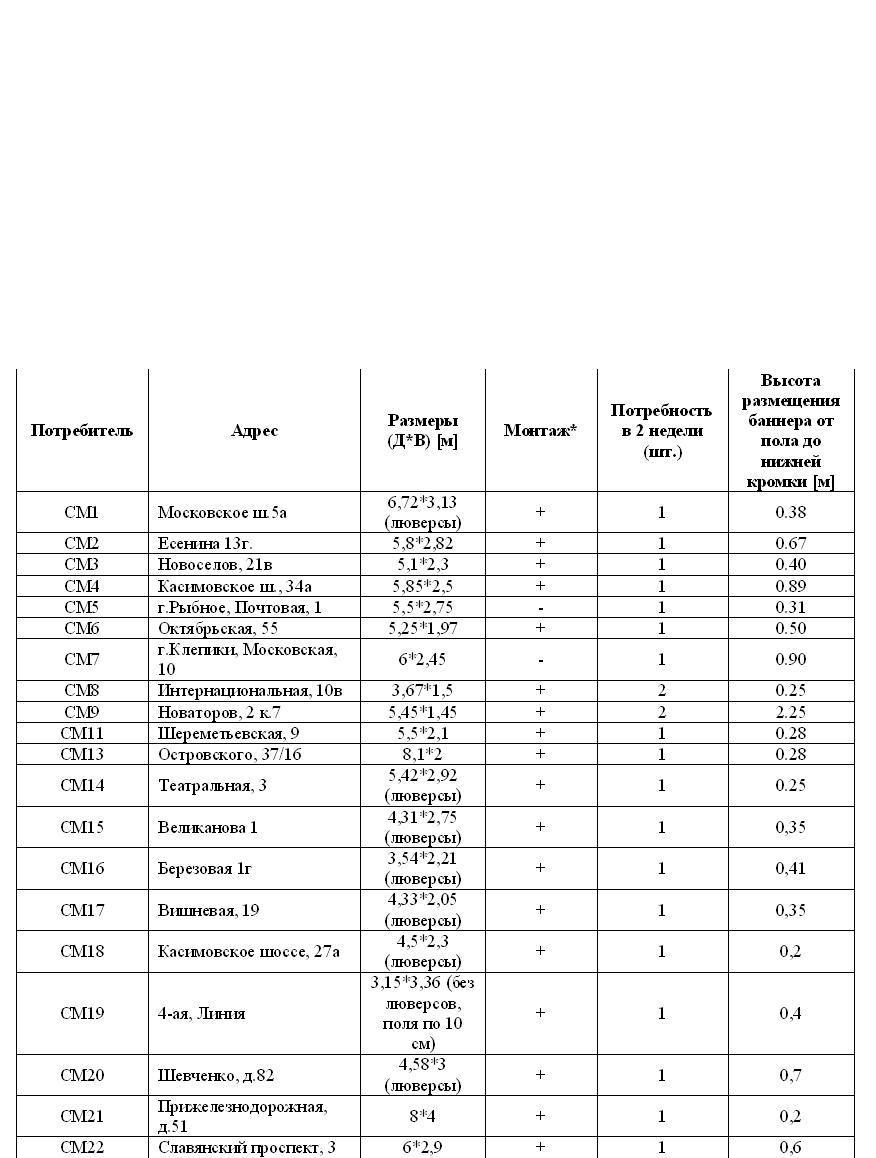 Потребитель
Адрес
Размеры
(Д*В) [м]
Монтаж*
Потребность
в 2 недели
(шт.)
Высота
размещения
баннера от
пола до
нижней
кромки [м]
СМ1 Московское ш.5а 6,72*3,13 + 1 0.38
(люверсы)
СМ2 Есенина 13г. 5,8*2,82 + 1 0.67
СМ3 Новоселов, 21в 5,1*2,3 + 1 0.40
СМ4 Касимовское ш., 34а 5,85*2,5 + 1 0.89
СМ5 г.Рыбное, Почтовая, 1 5,5*2,75 - 1 0.31
СМ6 Октябрьская, 55 5,25*1,97 + 1 0.50
СМ7 г.Клепики, Московская, 6*2,45 - 1 0.90
10
СМ8 Интернациональная, 10в 3,67*1,5 + 2 0.25
СМ9 Новаторов, 2 к.7 5,45*1,45 + 2 2.25
СМ11 Шереметьевская, 9 5,5*2,1 + 1 0.28
СМ13 Островского, 37/16 8,1*2 + 1 0.28
СМ14 Театральная, 3 5,42*2,92 + 1 0.25
(люверсы)
СМ15 Великанова 1 4,31*2,75 + 1 0,35
(люверсы)
СМ16 Березовая 1г 3,54*2,21 + 1 0,41
(люверсы)
СМ17 Вишневая, 19 4,33*2,05 + 1 0,35
(люверсы)
СМ18 Касимовское шоссе, 27а 4,5*2,3 + 1 0,2
(люверсы)
СМ19 4-ая, Линия 3,15*3,36 (без + 1 0,4
люверсов,
поля по 10
см)
СМ20 Шевченко, д.82 4,58*3 + 1 0,7
(люверсы)
СМ21 Прижелезнодорожная, 8*4 + 1 0,2
д.51
СМ22 Славянский проспект, 3 6*2,9 + 1 0,6